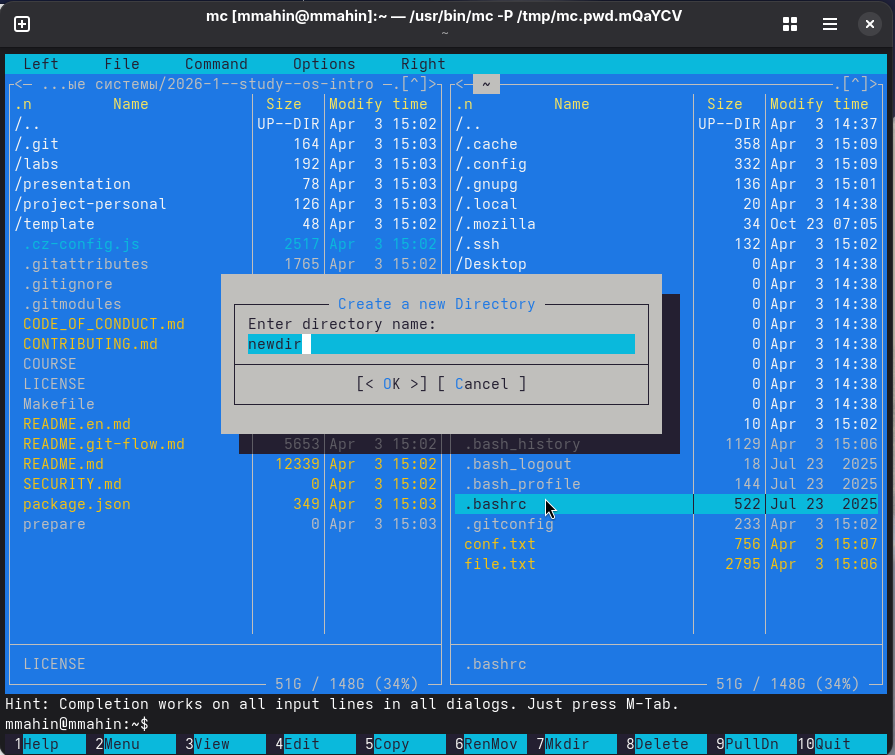 mc [mmahin@mmahin]:~ — /usr/bin/mc -P /tmp/mc.pwd.mQaYCV
~
Left File Command Options Right
<— ...ые системы/2026-1--study--os-intro —.[^]> <— ~ .[^]>
.n Name Size Modify time .n Name Size Modify time
/.. UP--DIR Apr 3 15:02 /.. UP--DIR Apr 3 14:37
/.git 164 Apr 3 15:03 /.cache 358 Apr 3 15:09
/labs 192 Apr 3 15:03 /.config 332 Apr 3 15:09
/presentation 78 Apr 3 15:03 /.gnupg 136 Apr 3 15:01
/project-personal 126 Apr 3 15:03 /.local 20 Apr 3 14:38
/template 48 Apr 3 15:02 /.mozilla 34 Oct 23 07:05
.cz-config.js 2517 Apr 3 15:02 /.ssh 132 Apr 3 15:02
.gitattributes 1765 Apr 3 15:02 /Desktop 0 Apr 3 14:38
.gitignore 0 Apr 3 14:38
.gitmodules Create a new Directory 0 Apr 3 14:38
CODE_OF_CONDUCT.md Enter directory name: 0 Apr 3 14:38
CONTRIBUTING.md newdir 0 Apr 3 14:38
COURSE 0 Apr 3 14:38
LICENSE [< OK >] [ Cancel ] 0 Apr 3 14:38
Makefile 0 Apr 3 14:38
README.en.md 10 Apr 3 15:02
README.git-flow.md 5653 Apr 3 15:02 .bash_history 1129 Apr 3 15:06
README.md 12339 Apr 3 15:02 .bash_logout 18 Jul 23 2025
SECURITY.md 0 Apr 3 15:02 .bash_profile 144 Jul 23 2025
package.json 349 Apr 3 15:03 .bashrc 522 Jul 23 2025
prepare 0 Apr 3 15:03 .gitconfig 233 Apr 3 15:02
conf.txt 756 Apr 3 15:07
file.txt 2795 Apr 3 15:06
LICENSE .bashrc
51G / 148G (34%) 51G / 148G (34%)
Hint: Completion works on all input lines in all dialogs. Just press M-Tab.
mmahin@mmahin:~$
1Help 2Menu 3View 4Edit 5Copy 6RenMov 7Mkdir 8Delete 9PullDn 10Quit